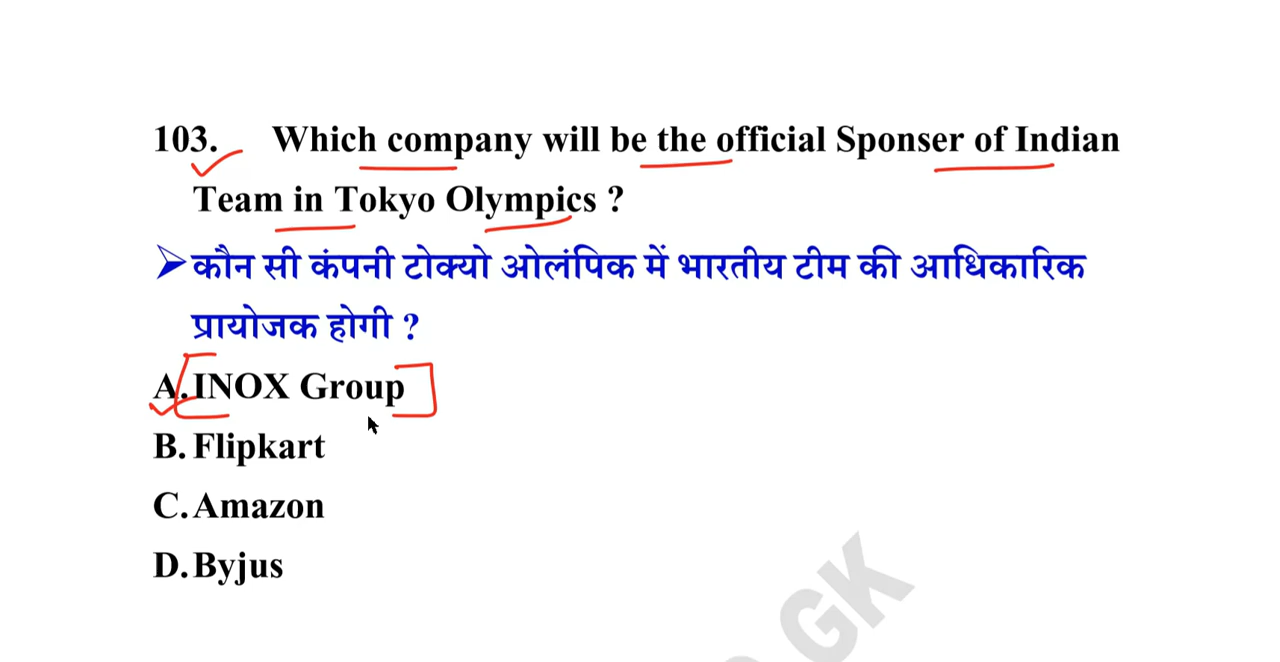 103. Which company will be the official Sponser of Indian
Team in Tokyo Olympics ?
➤कौन सी कंपनी टोक्यो ओलंपिक में भारतीय टीम की आधिकारिक
प्रायोजक होगी ?
A.INOX Group
B. Flipkart
C.Amazon
D.Byjus
GK